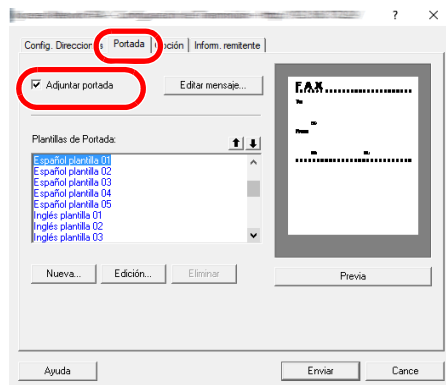 ?
Config. Direcciones Portada Opción Inform. remitente
Adjuntar portada
Editar mensaje...
FAX
Plantillas de Portada:
Español plantilla 01
Español plantilla 02
Español plantilla 03
Español plantilla 04
Español plantilla 05
Inglés plantilla 01
Inglés plantilla 02
Inglés plantilla 03
Nueva... Edición... Eliminar
Previa
Ayuda Enviar Cance